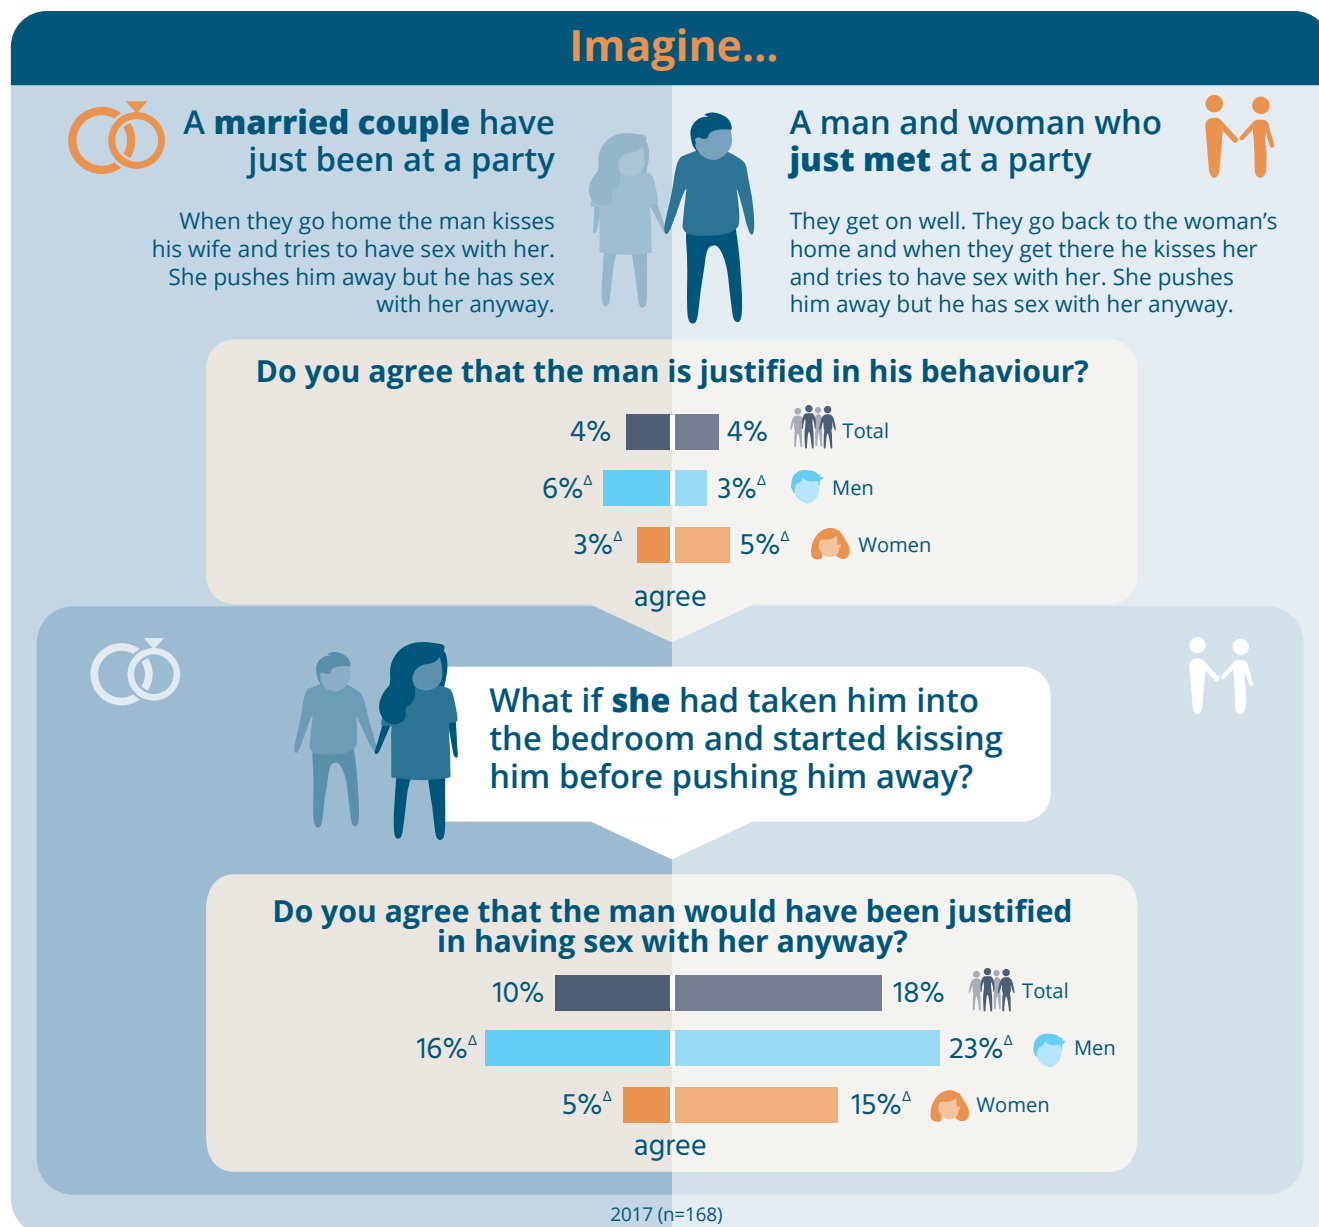 Imagine...
A married couple have
just been at a party
When they go home the man kisses
his wife and tries to have sex with her.
She pushes him away but he has sex
with her anyway.
A man and woman who
just met at a party
They get on well. They go back to the woman's
home and when they get there he kisses her
and tries to have sex with her. She pushes
him away but he has sex with her anyway.
Do you agree that the man is justified in his behaviour?
4% 4% Total
6%Δ 3%Δ Men
3%Δ 5%Δ Women
agree
What if she had taken him into
the bedroom and started kissing
him before pushing him away?
Do you agree that the man would have been justified
in having sex with her anyway?
10% 18% Total
16%Δ 23%Δ Men
5%Δ 15%Δ Women
agree
2017 (n=168)